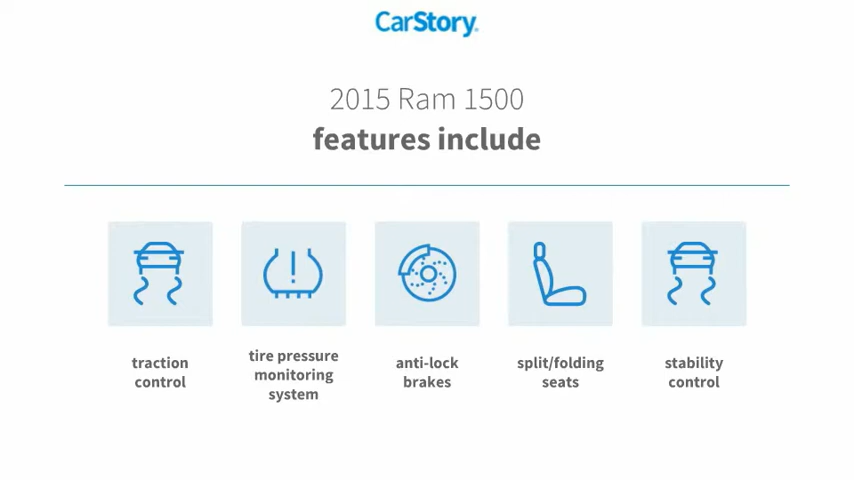 CarStory
2015 Ram 1500
features include
traction
control
tire pressure
monitoring
system
anti-lock
brakes
split/folding
seats
stability
control